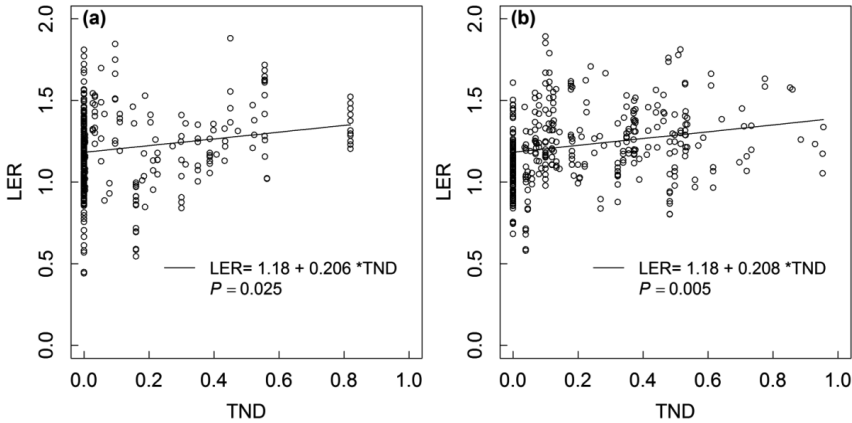 (a)
2.0
1.5
1.0
0.5
0.0
LER
LER= 1.18 + 0.206 *TND
P = 0.025
0.0 0.2 0.4 0.6 0.8 1.0
TND
(b)
2.0
1.5
1.0
0.5
0.0
LER
LER= 1.18 + 0.208 *TND
P = 0.005
0.0 0.2 0.4 0.6 0.8 1.0
TND